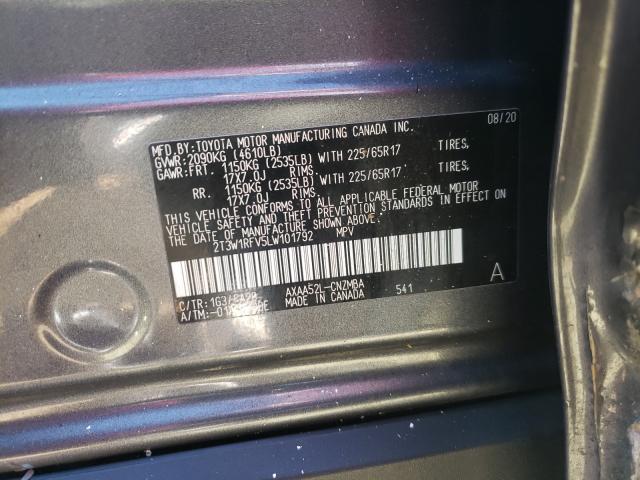 MFD.BY:TOYOTA MOTOR MANUFACTURING CANADA INC. 08/20
GVWR: 2090KG (4610LB)
GAWR:FRT. 1150KG (2535LB) WITH 225/65R17 TIRES,
17X7.0J RIMS.
RR. 1150KG (2535LB) WITH 225/65R17 TIRES,
17X7.0J RIMS.
THIS VEHICLE CONFORMS TO ALL APPLICABLE FEDERAL MOTOR
VEHICLE SAFETY AND THEFT PREVENTION STANDARDS IN EFFECT ON
THE DATE OF MANUFACTURE SHOWN ABOVE.
2T3W1RFV5LW101792 MPV
C/TR:1G3/ AXAA52L-CNZMBA 541 A
A/TM: MADE IN CANADA